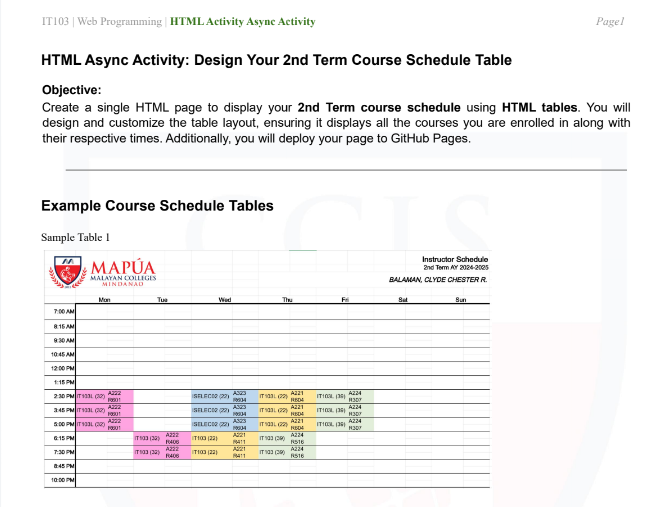 IT103 | Web Programming | HTML Activity Async Activity Page1
HTML Async Activity: Design Your 2nd Term Course Schedule Table
Objective:
Create a single HTML page to display your 2nd Term course schedule using HTML tables. You will
design and customize the table layout, ensuring it displays all the courses you are enrolled in along with
their respective times. Additionally, you will deploy your page to GitHub Pages.
CCIS
Example Course Schedule Tables
Sample Table 1
MAPÚA
MALAYAN COLLEGES
MINDANAO
Instructor Schedule
2nd Term AY 2024-2025
BALAMAN, CLYDE CHESTER R.
Mon Tue Wed Thu Fri Sat Sun
7:00 AM
8:15 AM
9:30 AM
10:45 AM
12:00 PM
1:15 PM
2:30 PM IT103L (32) A222 R601 ISELEC02 (22) A323 R604 IT103L (22) A221 R604 IT103L (39) A224 R307
3:45 PM IT103L (32) A222 R601 ISELEC02 (22) A323 R604 IT103L (22) A221 R604 IT103L (39) A224 R307
5:00 PM IT103L (32) A222 R601 ISELEC02 (22) A323 R604 IT103L (22) A221 R604 IT103L (39) A224 R307
6:15 PM IT103 (32) A222 R408 IT103 (22) A221 R411 IT103 (39) A224 R516
7:30 PM IT103 (32) A222 R408 IT103 (22) A221 R411 IT103 (39) A224 R516
8:45 PM
10:00 PM